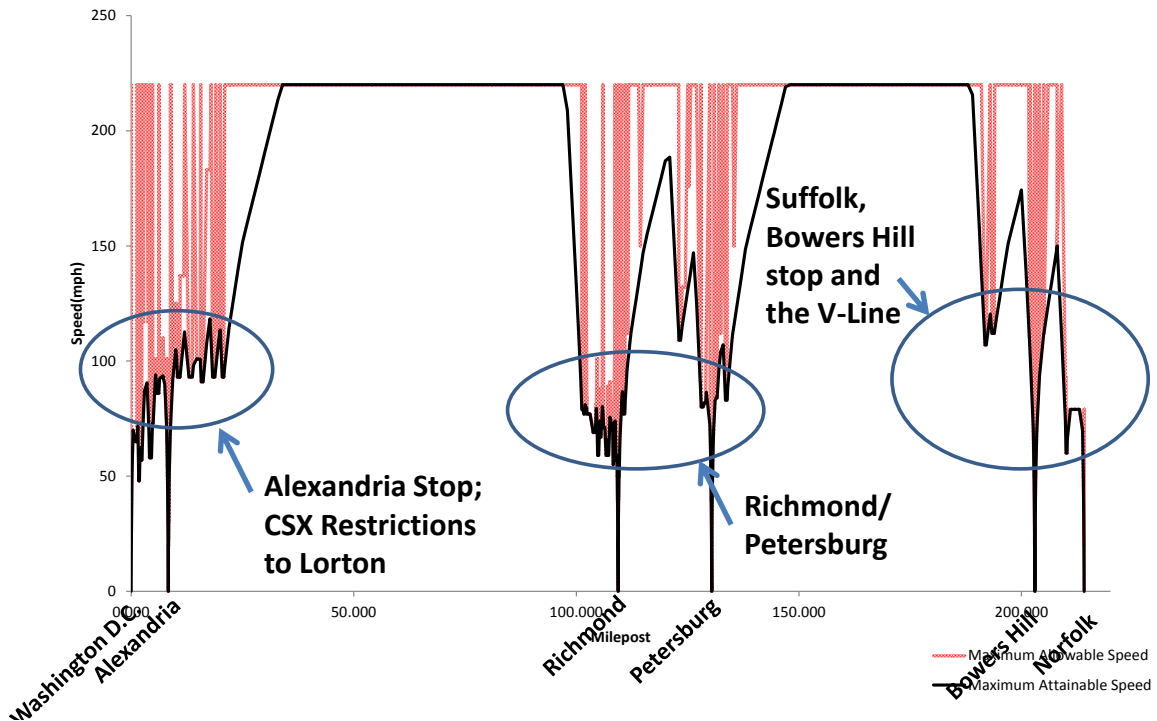 250
200
150
100
50
0
Speed(mph)
Suffolk,
Bowers Hill
stop and
the V-Line
Alexandria Stop;
CSX Restrictions
to Lorton
Richmond/
Petersburg
0.000
50.000
100.000
150.000
200.000
Milepost
Washington D.C.
Alexandria
Richmond
Petersburg
Bowers Hill
Norfolk
Maximum Allowable Speed
Maximum Attainable Speed